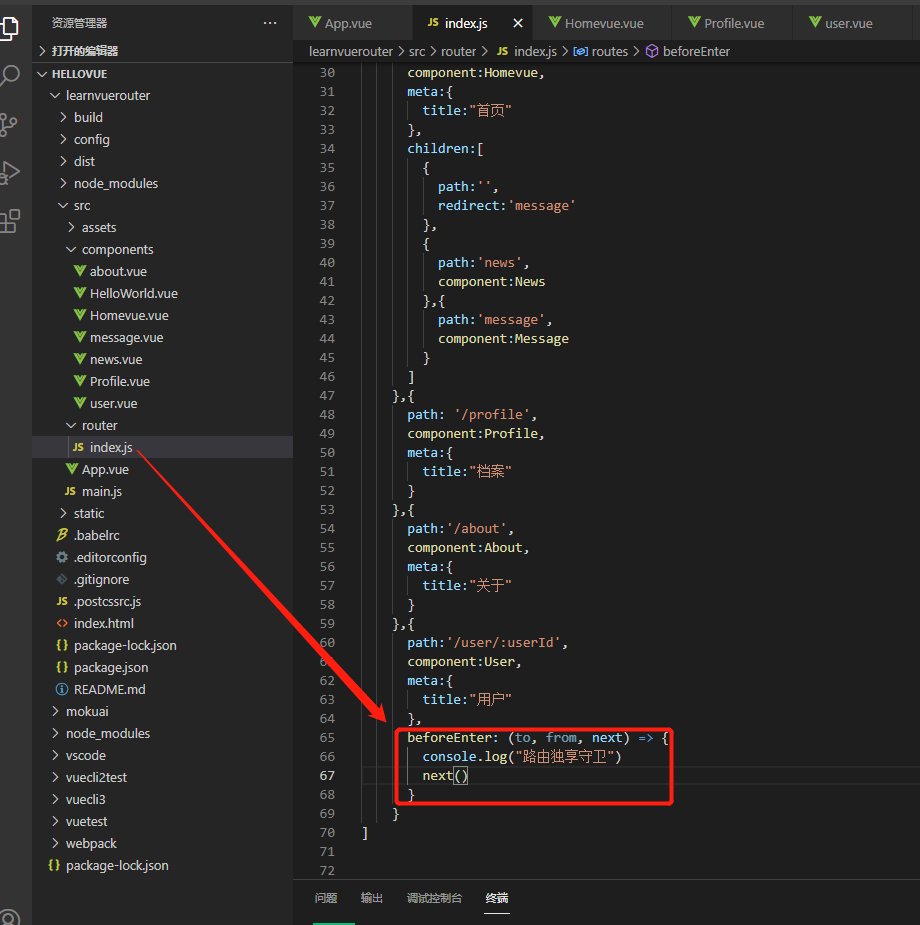 资源管理器
···
打开的编辑器
HELLOVUE
learnvuerouter
build
config
dist
node_modules
src
assets
components
about.vue
HelloWorld.vue
Homevue.vue
message.vue
news.vue
Profile.vue
user.vue
router
JS index.js
App.vue
JS main.js
static
.babelrc
.editorconfig
.gitignore
JS .postcssrc.js
<> index.html
{} package-lock.json
{} package.json
README.md
mokuai
node_modules
vscode
vuecli2test
vuecli3
vuetest
webpack
{} package-lock.json
App.vue
JS index.js ×
Homevue.vue
Profile.vue
user.vue
learnvuerouter > src > router > JS index.js > routes > beforeEnter
30 component:Homevue,
31 meta:{
32 title:"首页"
33 },
34 children:[
35 {
36 path:'',
37 redirect:'message'
38 },
39 {
40 path:'news',
41 component:News
42 },{
43 path:'message',
44 component:Message
45 }
46 ]
47 },{
48 path: '/profile',
49 component:Profile,
50 meta:{
51 title:"档案"
52 }
53 },{
54 path:'/about',
55 component:About,
56 meta:{
57 title:"关于"
58 }
59 },{
60 path:'/user/:userId',
component:User,
62 meta:{
63 title:"用户"
64 },
65 beforeEnter: (to, from, next) => {
66 console.log("路由独享守卫")
67 next()
68 }
69 }
70 ]
71
72
问题
输出
调试控制台
终端